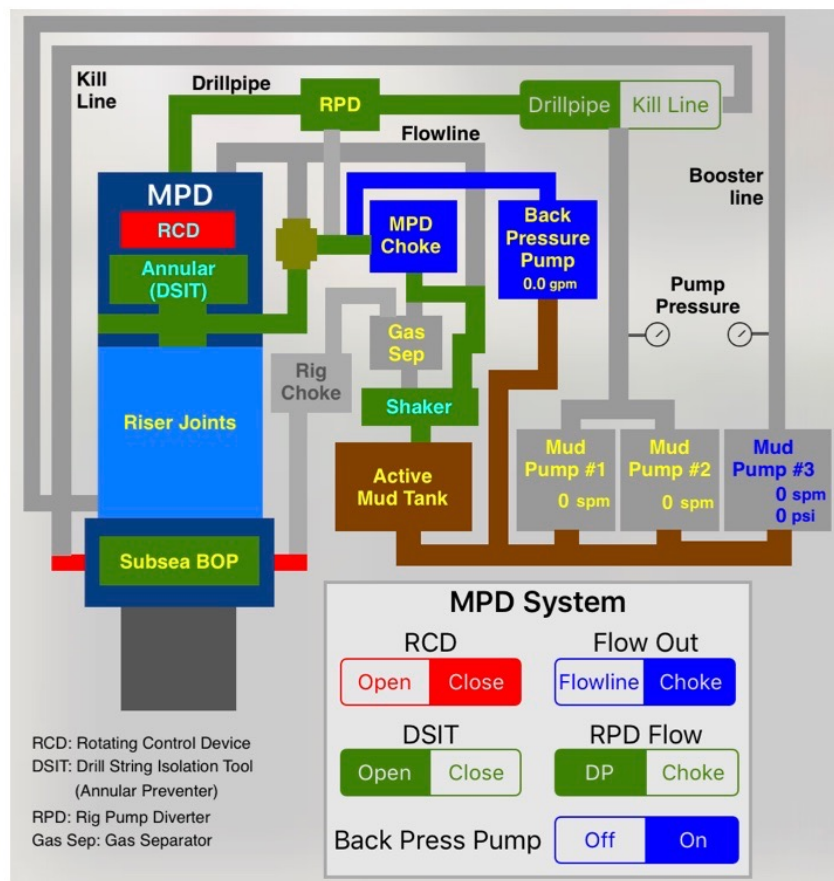 Kill
Line
Drillpipe
RPD
Drillpipe
Kill Line
Flowline
MPD
RCD
Annular
(DSIT)
MPD
Choke
Back
Pressure
Pump
0.0 gpm
Booster
line
Pump
Pressure
Gas
Sep
Rig
Choke
Shaker
Riser Joints
Active
Mud Tank
Mud
Pump #1
0 spm
Mud
Pump #2
0 spm
Mud
Pump #3
0 spm
0 psi
Subsea BOP
MPD System
RCD
Open
Close
Flow Out
Flowline
Choke
DSIT
Open
Close
RPD Flow
DP
Choke
Back Press Pump
Off
On
RCD: Rotating Control Device
DSIT: Drill String Isolation Tool
(Annular Preventer)
RPD: Rig Pump Diverter
Gas Sep: Gas Separator